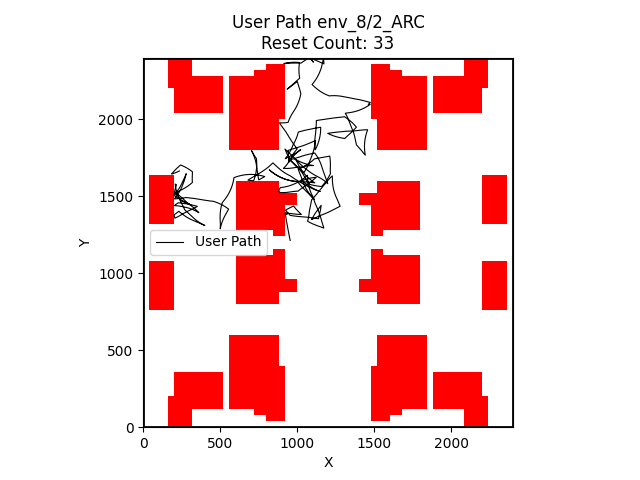 User Path env_8/2_ARC
Reset Count: 33
Y
2000
1500
1000
500
0
User Path
0 500 1000 1500 2000
X